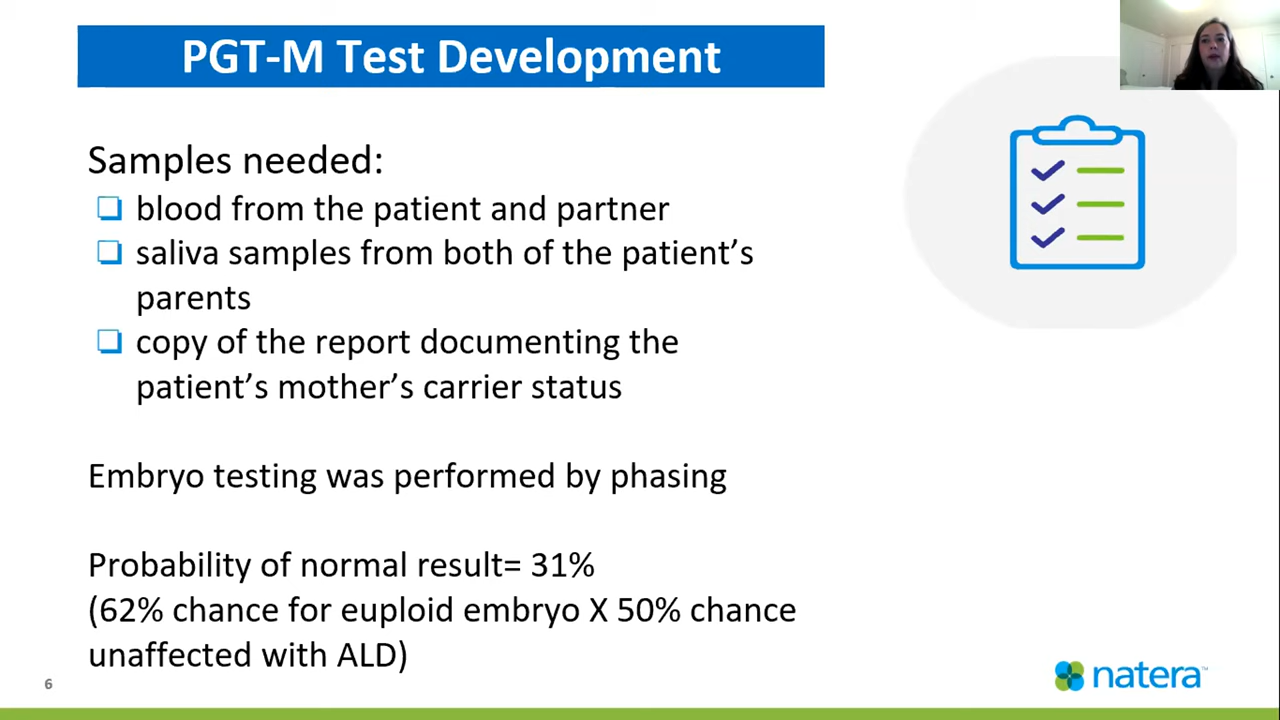 PGT-M Test Development
Samples needed:
❏ blood from the patient and partner
❏ saliva samples from both of the patient’s
parents
❏ copy of the report documenting the
patient’s mother’s carrier status
Embryo testing was performed by phasing
Probability of normal result= 31%
(62% chance for euploid embryo X 50% chance
unaffected with ALD)
6
natera™